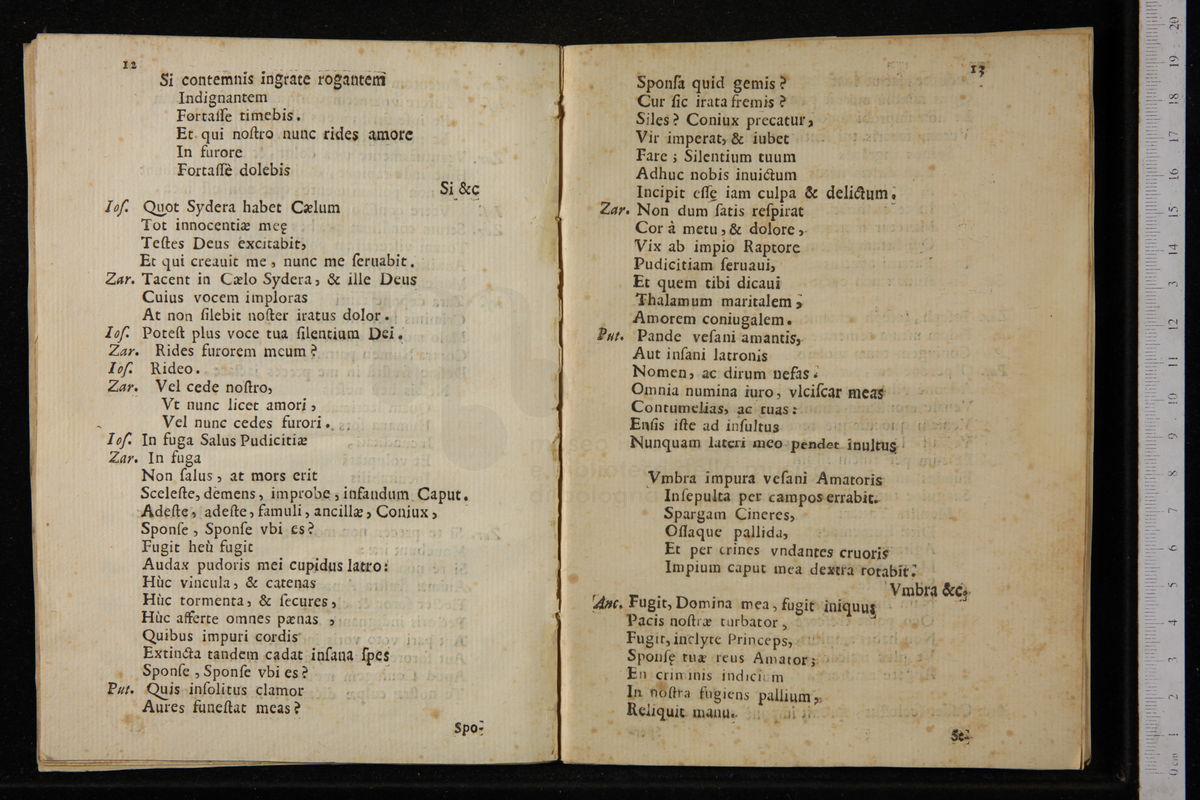 12
Si contemnis ingrate rogantem
Indignantem
Fortaſſe timebis.
Et qui noſtro nunc rides amore
In furore
Fortaſſè dolebis
Si &c
Ioſ. Quot Sydera habet Cælum
Tot innocentiæ meę
Teſtes Deus excitabit,
Et qui creauit me, nunc me ſeruabit.
Zar. Tacent in Cælo Sydera, & ille Deus
Cuius vocem imploras
At non ſilebit noſter iratus dolor.
Ioſ. Poteſt plus voce tua ſilentium Dei.
Zar. Rides furorem meum?
Ioſ. Rideo.
Zar. Vel cede noſtro,
Vt nunc licet amori,
Vel nunc cedes furori.
Ioſ. In fuga Salus Pudicitiæ
Zar. In fuga
Non ſalus, at mors erit
Sceleſte, demens, improbe, infandum Caput.
Adeſte, adeſte, famuli, ancillæ, Coniux,
Sponſe, Sponſe vbi es?
Fugit heù fugit
Audax pudoris mei cupidus latro:
Hùc vincula, & catenas
Hùc tormenta, & ſecures,
Hùc afferte omnes pænas,
Quibus impuri cordis
Extincta tandem cadat inſana ſpes
Sponſe, Sponſe vbi es?
Put. Quis inſolitus clamor
Aures funeſtat meas?
Spo-
13
Sponſa quid gemis?
Cur ſic irata fremis?
Siles? Coniux precatur,
Vir imperat, & iubet
Fare; Silentium tuum
Adhuc nobis inuictum
Incipit eſſe iam culpa & delictum.
Zar. Non dum ſatis reſpirat
Cor à metu, & dolore,
Vix ab impio Raptore
Pudicitiam ſeruaui,
Et quem tibi dicaui
Thalamum maritalem,
Amorem coniugalem.
Put. Pande veſani amantis,
Aut inſani latronis
Nomen, ac dirum nefas.
Omnia numina iuro, vlciſcar meas
Contumelias, ac tuas:
Enſis iſte ad inſultus
Nunquam lateri meo pendet inultus
Vmbra impura veſani Amatoris
Inſepulta per campos errabit.
Spargam Cineres,
Oſſaque pallida,
Et per crines vndantes cruoris
Impium caput mea dextra rotabit.
Vmbra &c.
Anc. Fugit, Domina mea, fugit iniquus
Pacis noſtræ turbator,
Fugit, inclyte Princeps,
Sponſę tuæ reus Amator;
En criminis indicium
In noſtra fugiens pallium,
Reliquit manu.
Se-